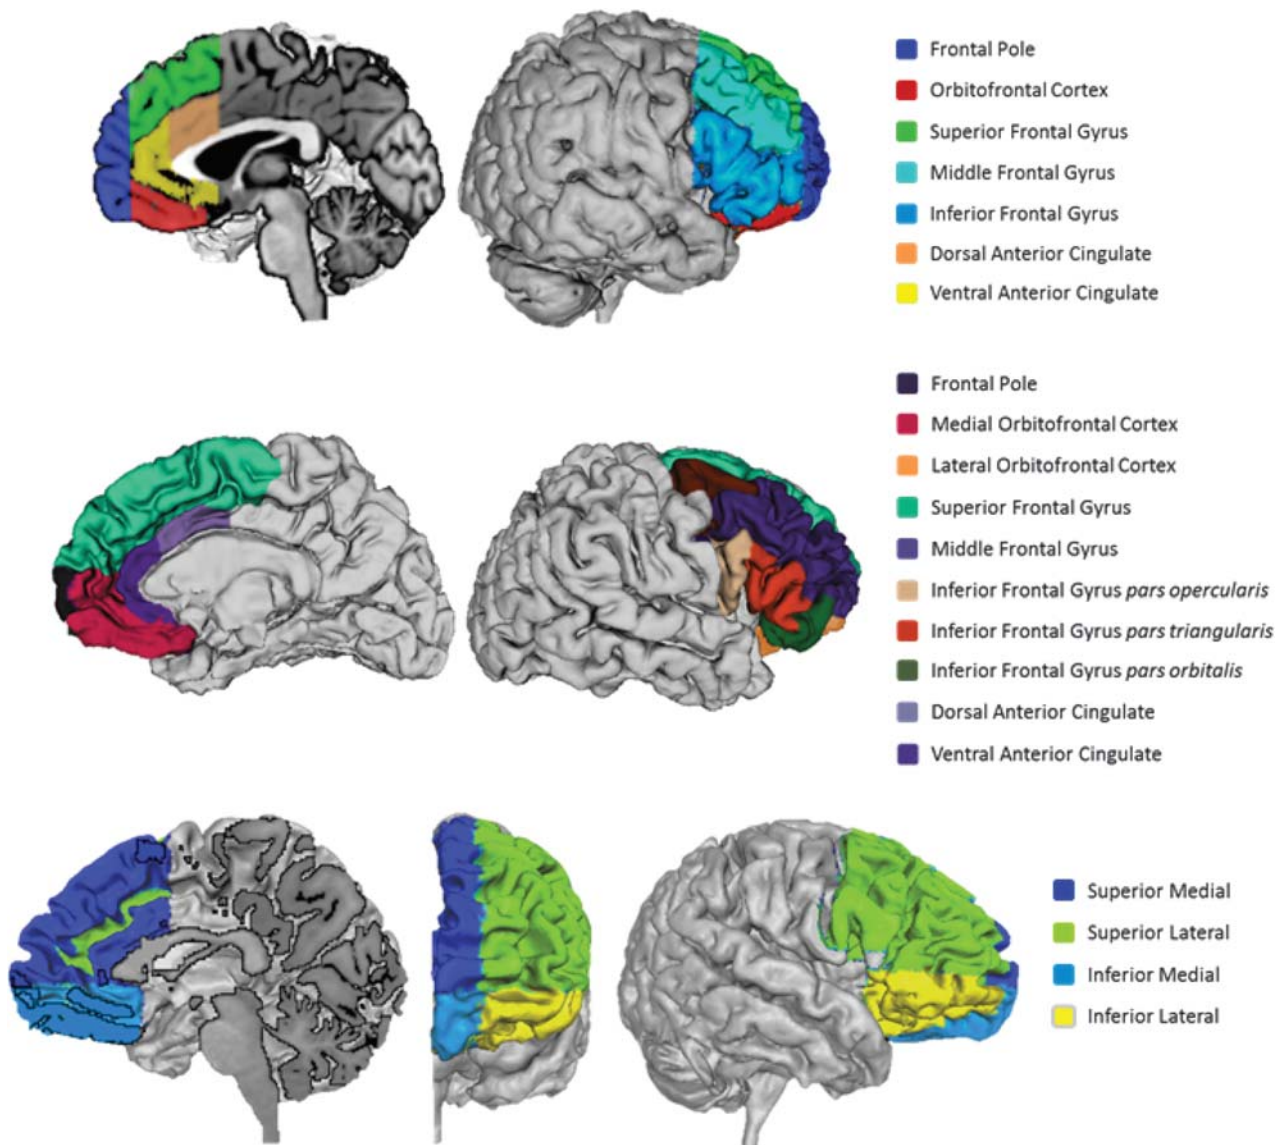 Frontal Pole
Orbitofrontal Cortex
Superior Frontal Gyrus
Middle Frontal Gyrus
Inferior Frontal Gyrus
Dorsal Anterior Cingulate
Ventral Anterior Cingulate
Frontal Pole
Medial Orbitofrontal Cortex
Lateral Orbitofrontal Cortex
Superior Frontal Gyrus
Middle Frontal Gyrus
Inferior Frontal Gyrus pars opercularis
Inferior Frontal Gyrus pars triangularis
Inferior Frontal Gyrus pars orbitalis
Dorsal Anterior Cingulate
Ventral Anterior Cingulate
Superior Medial
Superior Lateral
Inferior Medial
Inferior Lateral